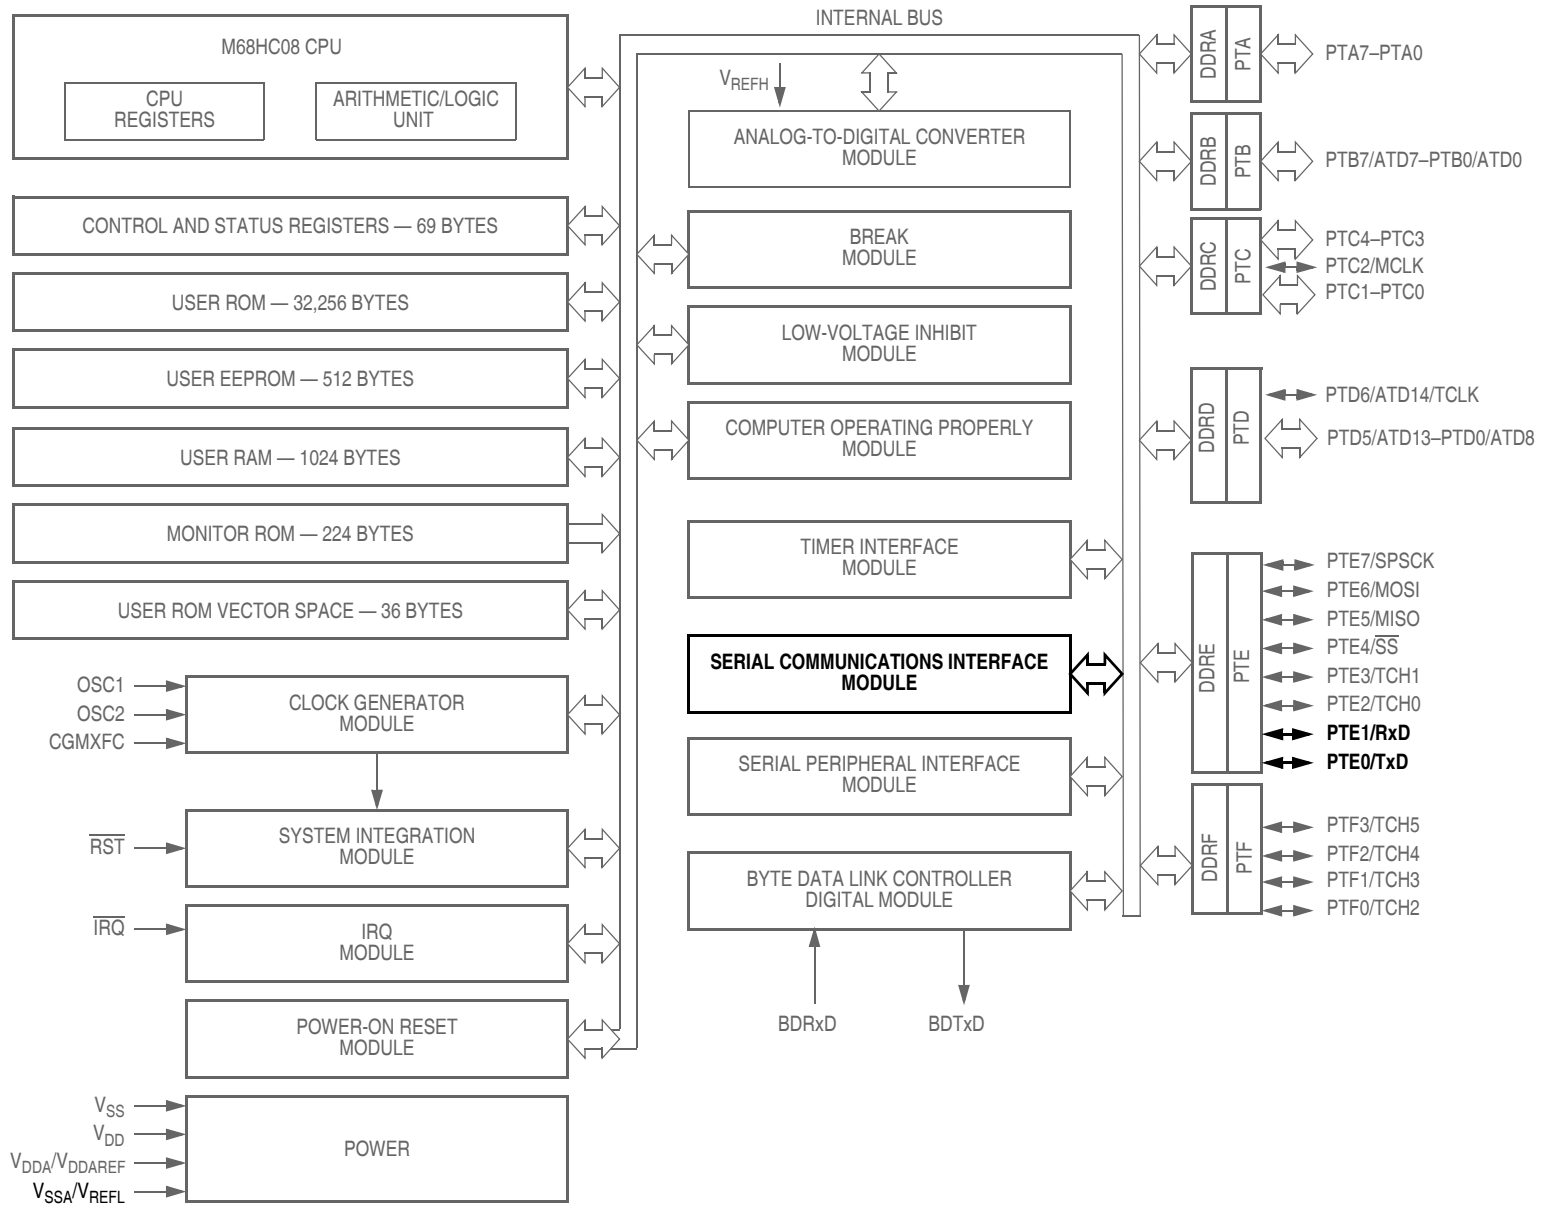 INTERNAL BUS
M68HC08 CPU
CPU
REGISTERS
ARITHMETIC/LOGIC
UNIT
CONTROL AND STATUS REGISTERS — 69 BYTES
USER ROM — 32,256 BYTES
USER EEPROM — 512 BYTES
USER RAM — 1024 BYTES
MONITOR ROM — 224 BYTES
USER ROM VECTOR SPACE — 36 BYTES
OSC1
OSC2
CGMXFC
CLOCK GENERATOR
MODULE
RST
SYSTEM INTEGRATION
MODULE
IRQ
IRQ
MODULE
POWER-ON RESET
MODULE
VSS
VDD
VDDA/VDDAREF
VSSA/VREFL
POWER
VREFH
ANALOG-TO-DIGITAL CONVERTER
MODULE
BREAK
MODULE
LOW-VOLTAGE INHIBIT
MODULE
COMPUTER OPERATING PROPERLY
MODULE
TIMER INTERFACE
MODULE
SERIAL COMMUNICATIONS INTERFACE
MODULE
SERIAL PERIPHERAL INTERFACE
MODULE
BYTE DATA LINK CONTROLLER
DIGITAL MODULE
BDRxD
BDTxD
DDRA
PTA
PTA7–PTA0
DDRB
PTB
PTB7/ATD7–PTB0/ATD0
DDRC
PTC
PTC4–PTC3
PTC2/MCLK
PTC1–PTC0
DDRD
PTD
PTD6/ATD14/TCLK
PTD5/ATD13–PTD0/ATD8
DDRE
PTE
PTE7/SPSCK
PTE6/MOSI
PTE5/MISO
PTE4/SS
PTE3/TCH1
PTE2/TCH0
PTE1/RxD
PTE0/TxD
DDRF
PTF
PTF3/TCH5
PTF2/TCH4
PTF1/TCH3
PTF0/TCH2